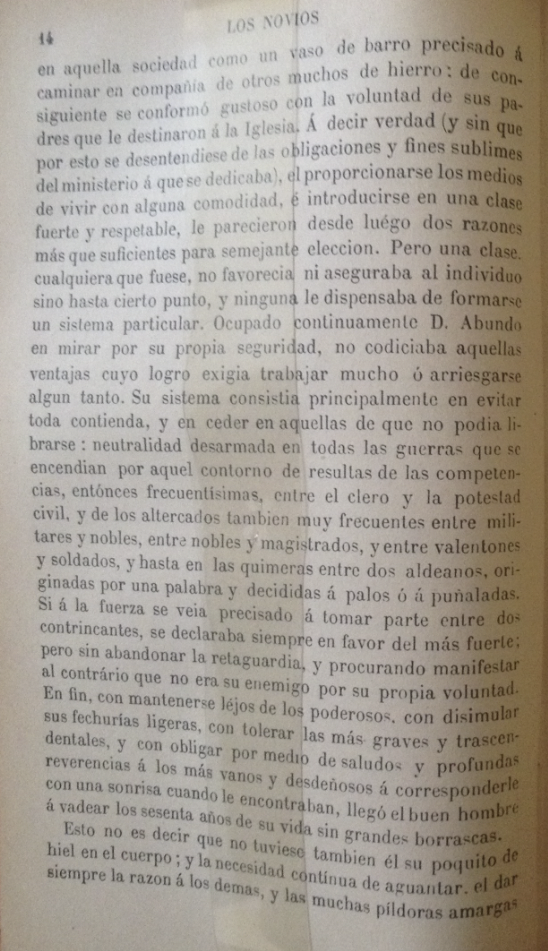 14 LOS NOVIOS
en aquella sociedad como un vaso de barro precisado á
caminar en compañía de otros muchos de hierro: de con-
siguiente se conformó gustoso con la voluntad de sus pa-
dres que le destinaron á la Iglesia. Á decir verdad (y sin que
por esto se desentendiese de las obligaciones y fines sublimes
del ministerio á que se dedicaba), el proporcionarse los medios
de vivir con alguna comodidad, é introducirse en una clase
fuerte y respetable, le parecieron desde luégo dos razones
más que suficientes para semejante eleccion. Pero una clase.
cualquiera que fuese, no favorecia ni aseguraba al individuo
sino hasta cierto punto, y ninguna le dispensaba de formarse
un sistema particular. Ocupado continuamente D. Abundo
en mirar por su propia seguridad, no codiciaba aquellas
ventajas cuyo logro exigia trabajar mucho ó arriesgarse
algun tanto. Su sistema consistia principalmente en evitar
toda contienda, y en ceder en aquellas de que no podia li-
brarse: neutralidad desarmada en todas las guerras que se
encendian por aquel contorno de resultas de las competen-
cias, entónces frecuentísimas, entre el clero y la potestad
civil, y de los altercados tambien muy frecuentes entre mili-
tares y nobles, entre nobles y magistrados, y entre valentones
y soldados, y hasta en las quimeras entre dos aldeanos, ori-
ginadas por una palabra y decididas á palos ó á puñaladas.
Si á la fuerza se veia precisado á tomar parte entre dos
contrincantes, se declaraba siempre en favor del más fuerte;
pero sin abandonar la retaguardia, y procurando manifestar
al contrário que no era su enemigo por su propia voluntad.
En fin, con mantenerse léjos de los poderosos, con disimular
sus fechurías ligeras, con tolerar las más graves y trascen-
dentales, y con obligar por medio de saludos y profundas
reverencias á los más vanos y desdeñosos á corresponderle
con una sonrisa cuando le encontraban, llegó el buen hombre
á vadear los sesenta años de su vida sin grandes borrascas.
Esto no es decir que no tuviese tambien él su poquito de
hiel en el cuerpo; y la necesidad contínua de aguantar, el dar
siempre la razon á los demas, y las muchas píldoras amargas